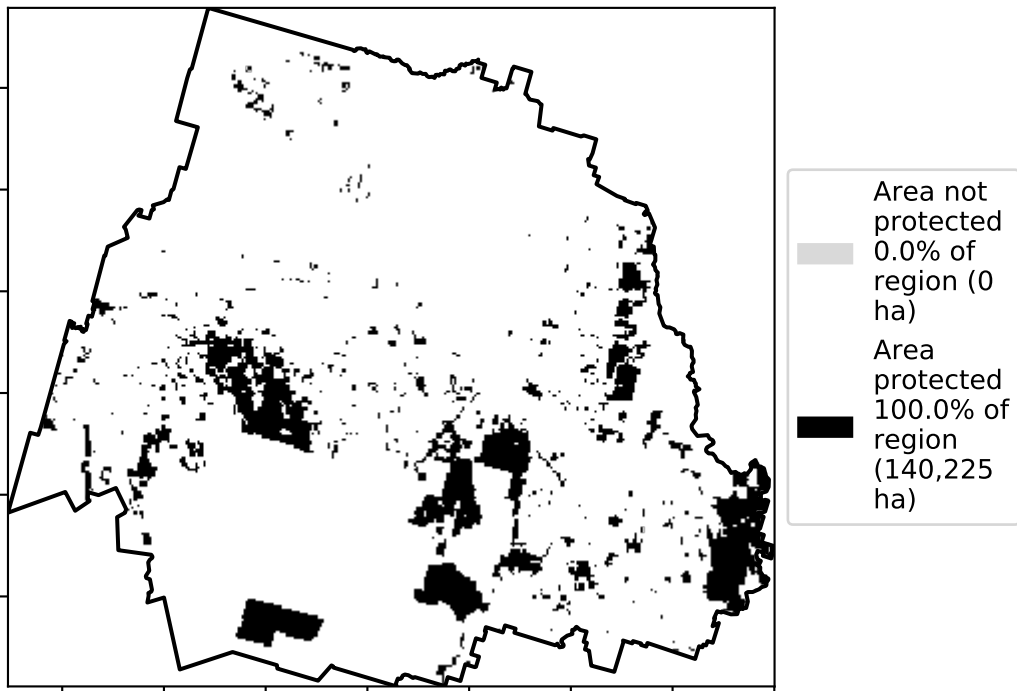 Area not
protected
0.0% of
region (0
ha)
Area
protected
100.0% of
region
(140,225
ha)